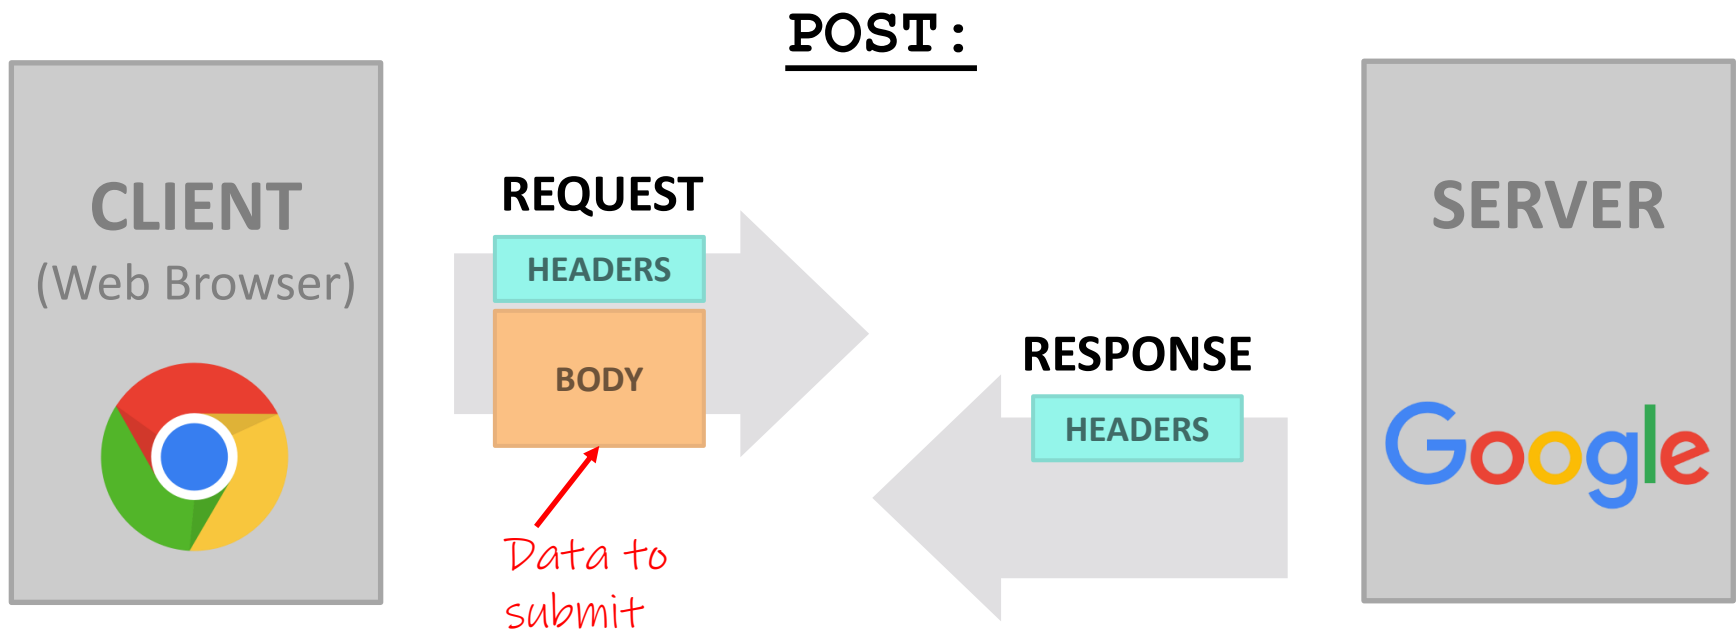 POST:
CLIENT
(Web Browser)
REQUEST
HEADERS
BODY
Data to
submit
RESPONSE
HEADERS
SERVER
Google